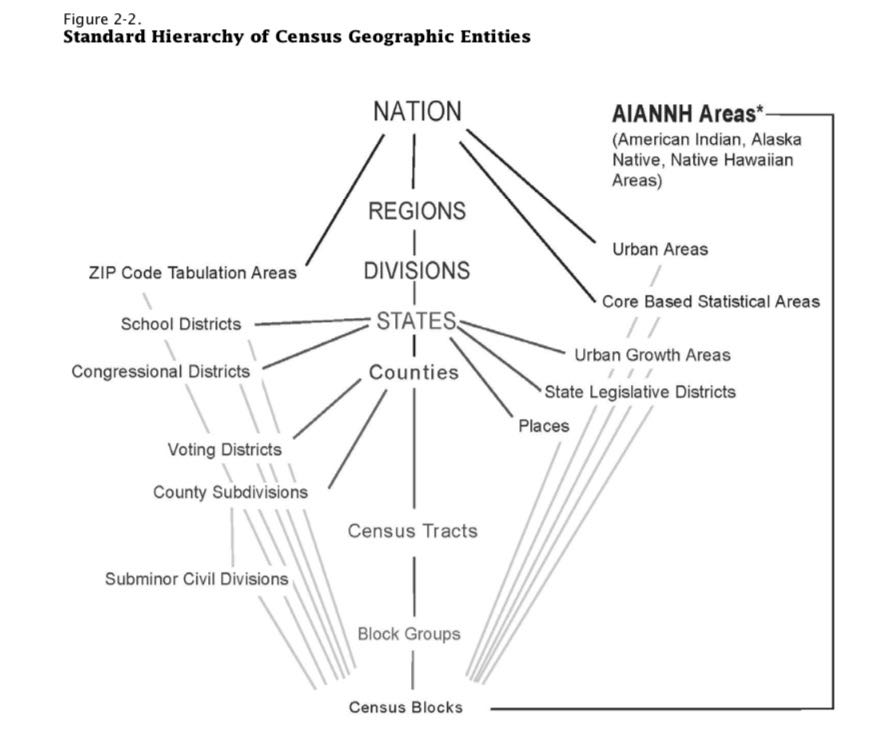 Figure 2-2.
Standard Hierarchy of Census Geographic Entities
NATION
AIANNH Areas*
(American Indian, Alaska
Native, Native Hawaiian
Areas)
REGIONS
Urban Areas
ZIP Code Tabulation Areas
DIVISIONS
Core Based Statistical Areas
School Districts
STATES
Urban Growth Areas
Congressional Districts
Counties
State Legislative Districts
Places
Voting Districts
County Subdivisions
Census Tracts
Subminor Civil Divisions
Block Groups
Census Blocks